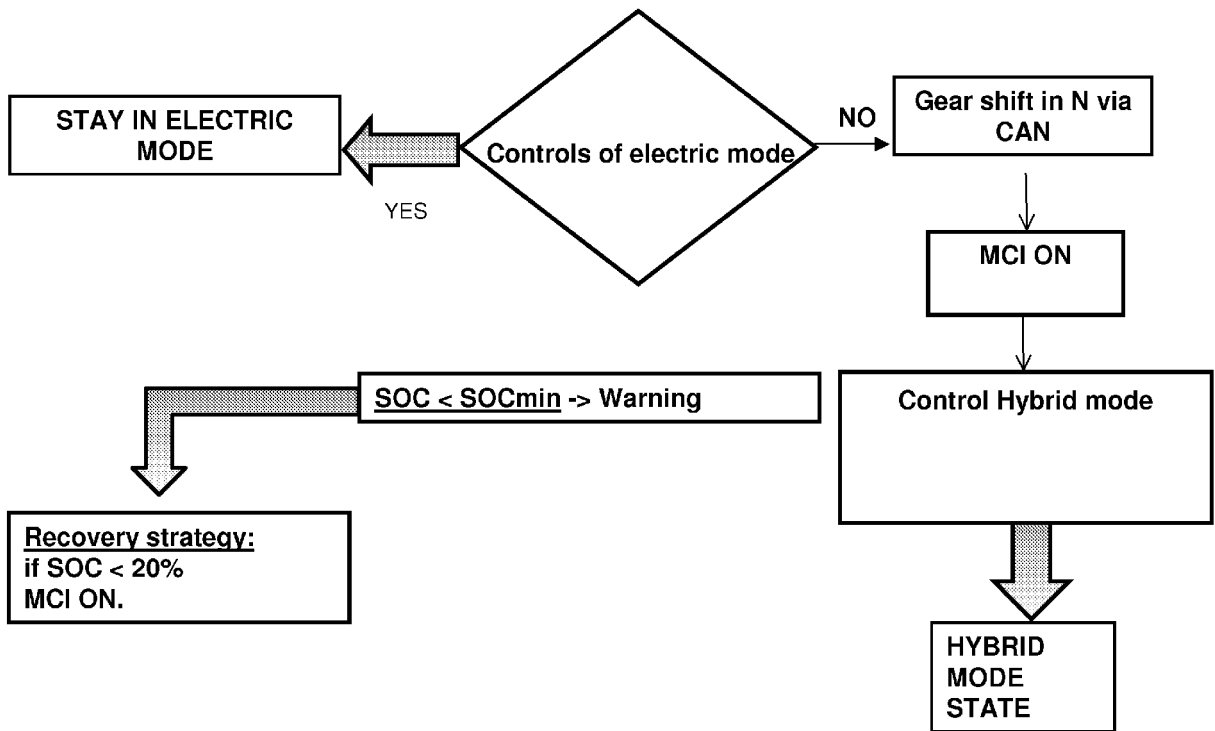 STAY IN ELECTRIC
MODE
YES
Controls of electric mode
NO
Gear shift in N via
CAN
MCI ON
Control Hybrid mode
HYBRID
MODE
STATE
SOC < SOCmin -> Warning
Recovery strategy:
if SOC < 20%
MCI ON.